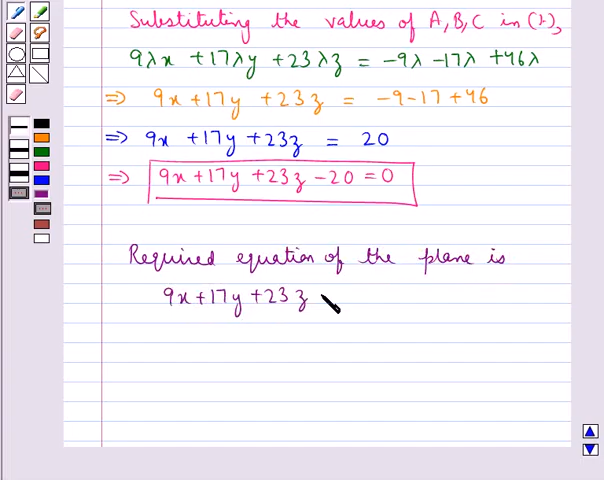 Substituting the values of A, B, C in (1),
9λx + 17λy + 23λz = -9λ - 17λ + 46λ
⇒ 9x + 17y + 23z = -9 - 17 + 46
⇒ 9x + 17y + 23z = 20
⇒ 9x + 17y + 23z - 20 = 0
Required equation of the plane is
9x + 17y + 23z